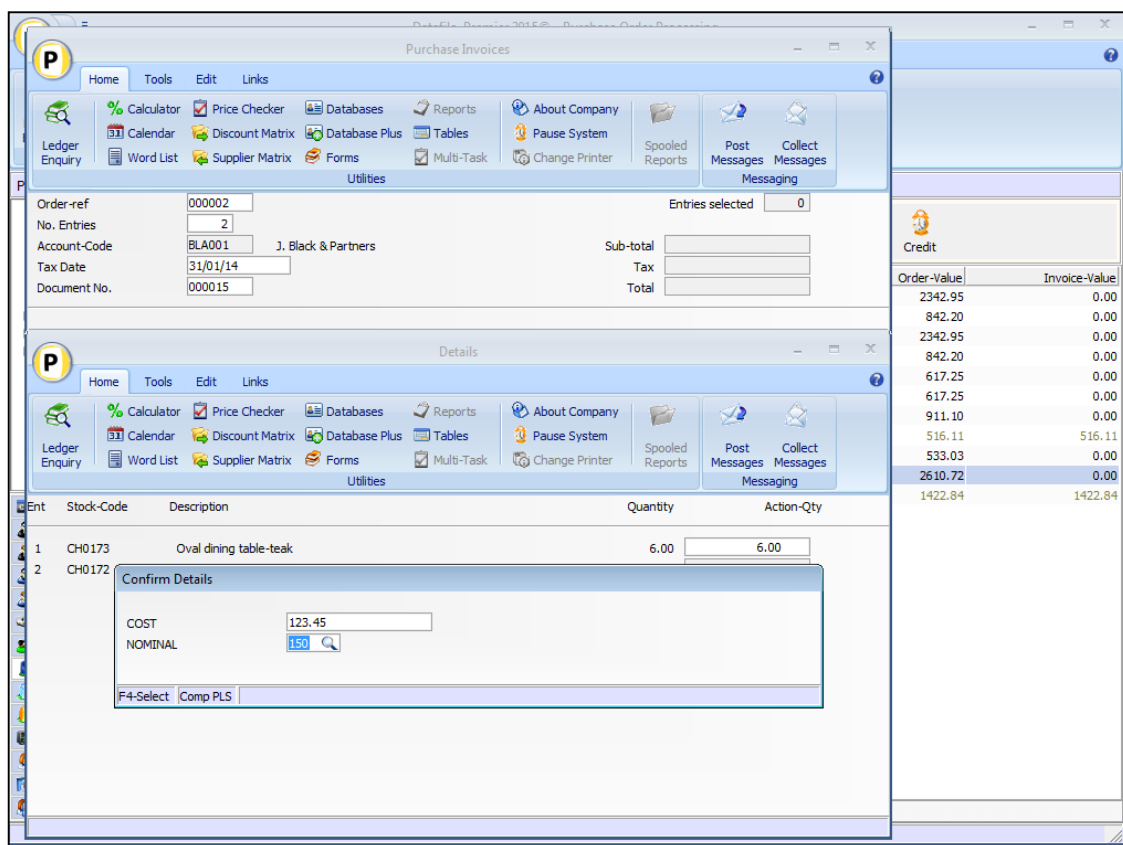 Datafile Premier 2015© Purchase Order Processing
Purchase Invoices
P
Home Tools Edit Links
Ledger Enquiry
% Calculator Price Checker Databases Reports About Company
31 Calendar Discount Matrix Database Plus Tables Pause System
Word List Supplier Matrix Forms Multi-Task Change Printer
Spooled Reports
Post Messages
Collect Messages
Utilities Messaging
Order-ref 000002 Entries selected 0
No. Entries 2
Account-Code BLA001 J. Black & Partners Sub-total
Tax Date 31/01/14 Tax
Document No. 000015 Total
Credit
Order-Value Invoice-Value
2342.95 0.00
842.20 0.00
2342.95 0.00
842.20 0.00
617.25 0.00
617.25 0.00
911.10 0.00
516.11 516.11
533.03 0.00
2610.72 0.00
1422.84 1422.84
Details
P
Home Tools Edit Links
Ledger Enquiry
% Calculator Price Checker Databases Reports About Company
31 Calendar Discount Matrix Database Plus Tables Pause System
Word List Supplier Matrix Forms Multi-Task Change Printer
Spooled Reports
Post Messages
Collect Messages
Utilities Messaging
Ent Stock-Code Description Quantity Action-Qty
1 CH0173 Oval dining table-teak 6.00 6.00
2 CH0172
Confirm Details
COST 123.45
NOMINAL 150
F4-Select Comp PLS